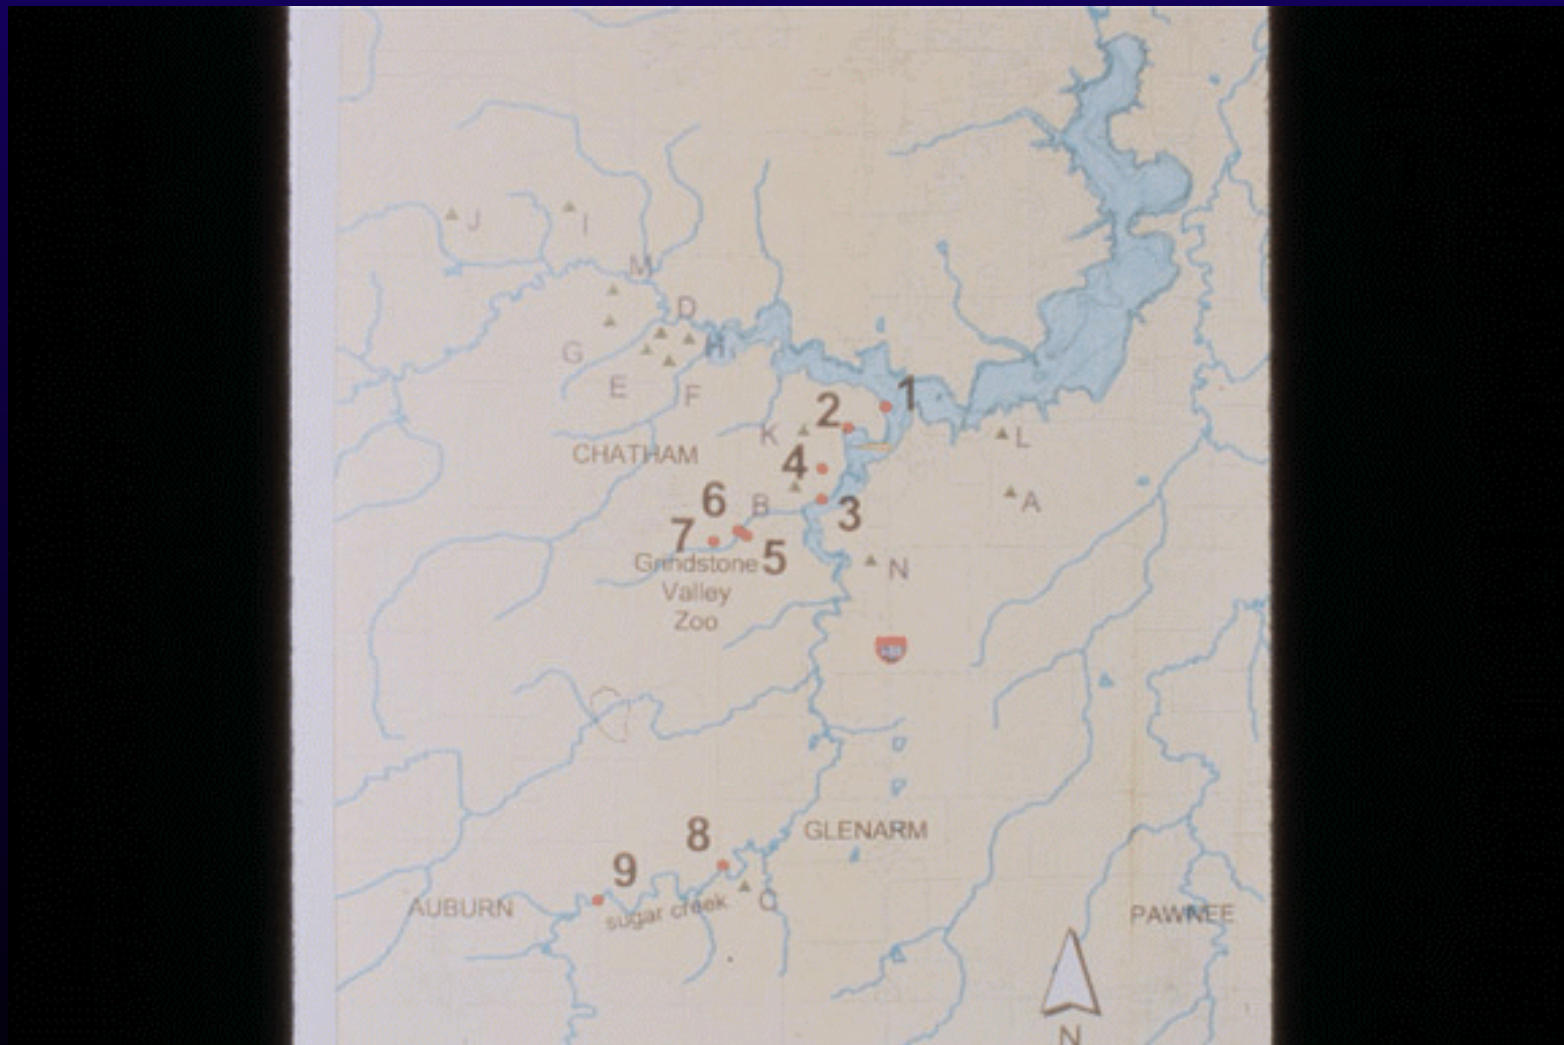 J
I
M
D
G
H
E
F
1
2
K
L
CHATHAM
4
A
6
B
3
7
5
Grindstone
Valley
Zoo
N
8
GLENARM
9
C
AUBURN
sugar creek
PAWNEE
N